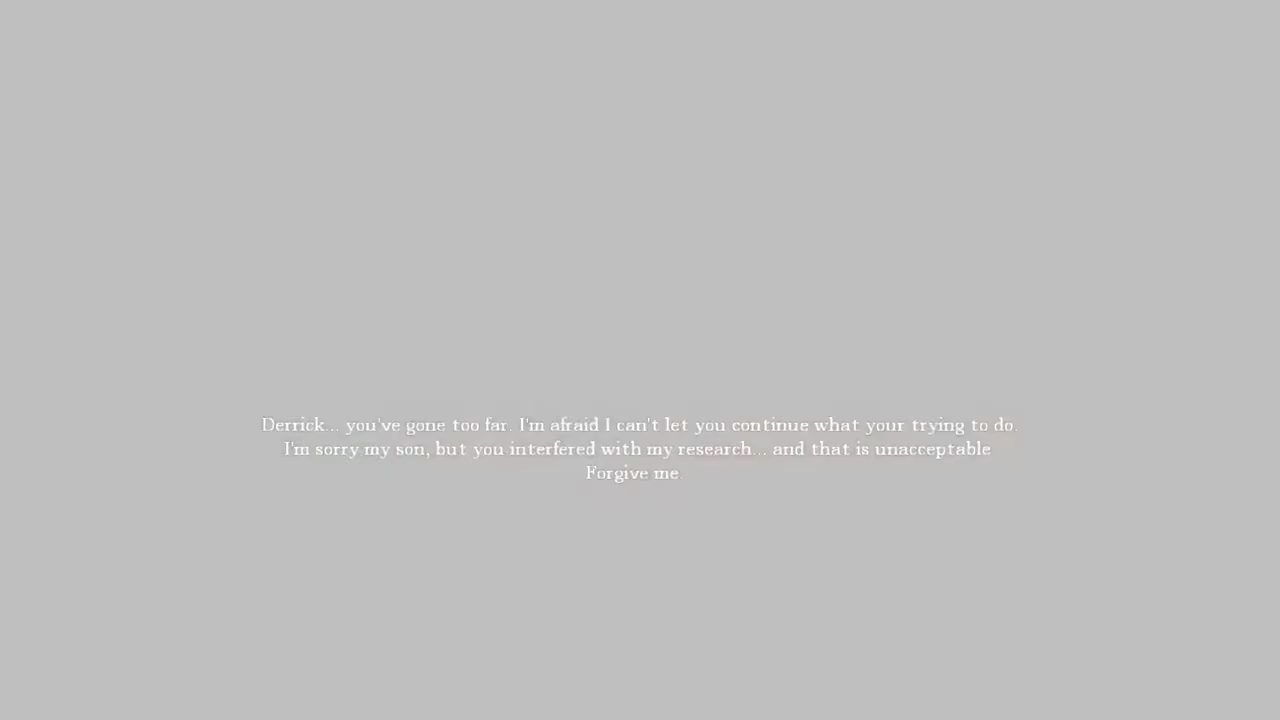 Derrick... you've gone too far. I'm afraid I can't let you continue what your trying to do.
I'm sorry my son, but you interfered with my research... and that is unacceptable
Forgive me.